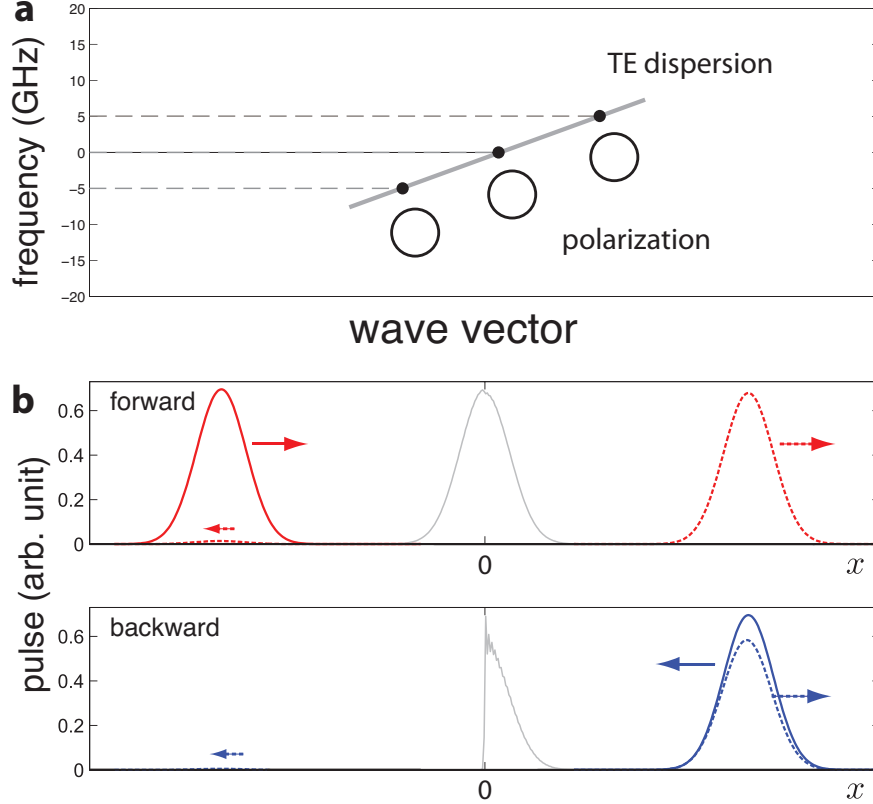 a
frequency (GHz)
20
15
10
5
0
−5
−10
−15
−20
TE dispersion
polarization
wave vector
b
pulse (arb. unit)
forward
0.6
0.4
0.2
0
0
x
backward
0.6
0.4
0.2
0
0
x